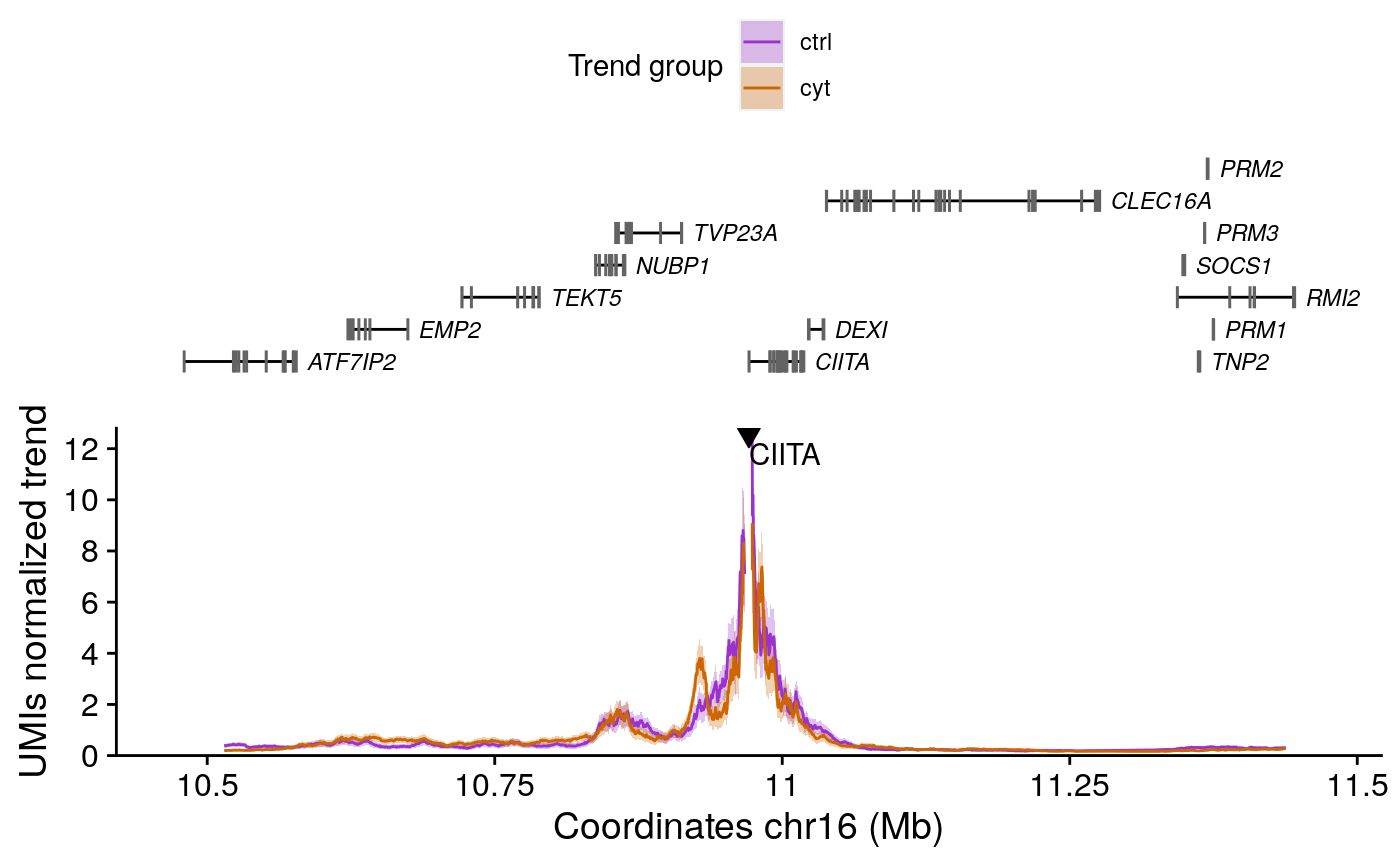 Trend group
ctrl
cyt
PRM2
CLEC16A
TVP23A
PRM3
NUBP1
SOCS1
TEKT5
RMI2
EMP2
DEXI
PRM1
ATF7IP2
CIITA
TNP2
UMIs normalized trend
12
10
8
6
4
2
0
CIITA
10.5
10.75
11
11.25
11.5
Coordinates chr16 (Mb)